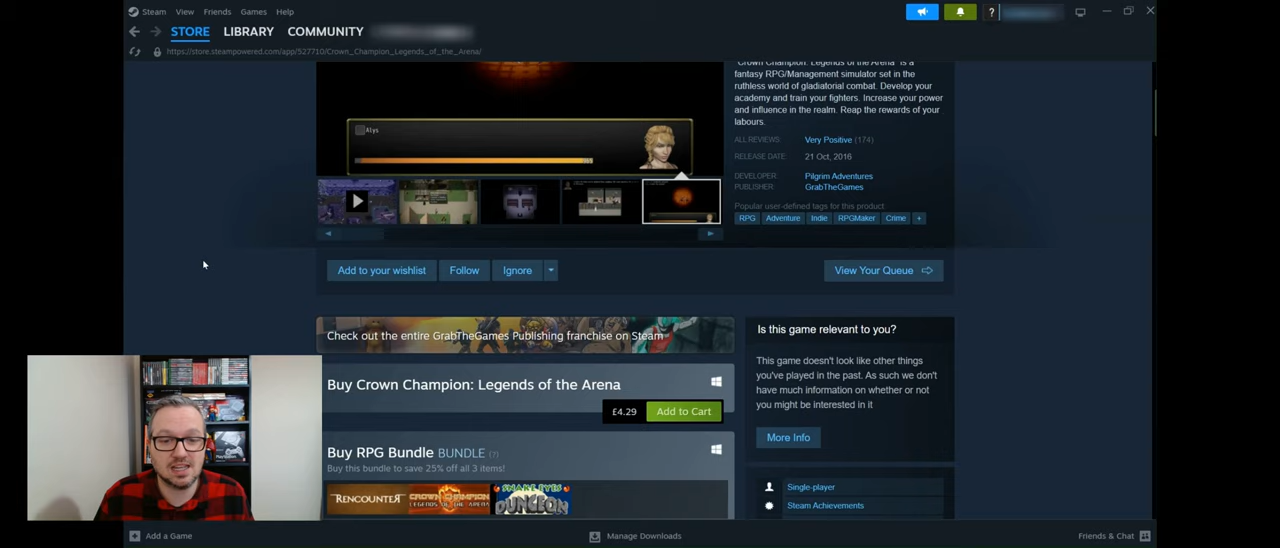 Steam View Friends Games Help
?
STORE LIBRARY COMMUNITY
https://store.steampowered.com/app/527710/Crown_Champion_Legends_of_the_Arena/
"Crown Champion: Legends of the Arena" is a
fantasy RPG/Management simulator set in the
ruthless world of gladiatorial combat. Develop your
academy and train your fighters. Increase your power
and influence in the realm. Reap the rewards of your
labours.
Alys
ALL REVIEWS: Very Positive (174)
RELEASE DATE: 21 Oct, 2016
DEVELOPER: Pilgrim Adventures
PUBLISHER: GrabTheGames
Popular user-defined tags for this product
RPG Adventure Indie RPGMaker Crime +
Add to your wishlist Follow Ignore View Your Queue
Check out the entire GrabTheGames Publishing franchise on Steam
Is this game relevant to you?
This game doesn't look like other things
you've played in the past. As such we don't
have much information on whether or not
you might be interested in it
More Info
Buy Crown Champion: Legends of the Arena
£4.29 Add to Cart
Buy RPG Bundle BUNDLE (?)
Buy this bundle to save 25% off all 3 items!
RENCOUNTER CROWN CHAMPION LEGENDS OF THE ARENA SNAKE EYES DUNGEON
Single-player
Steam Achievements
Add a Game Manage Downloads Friends & Chat